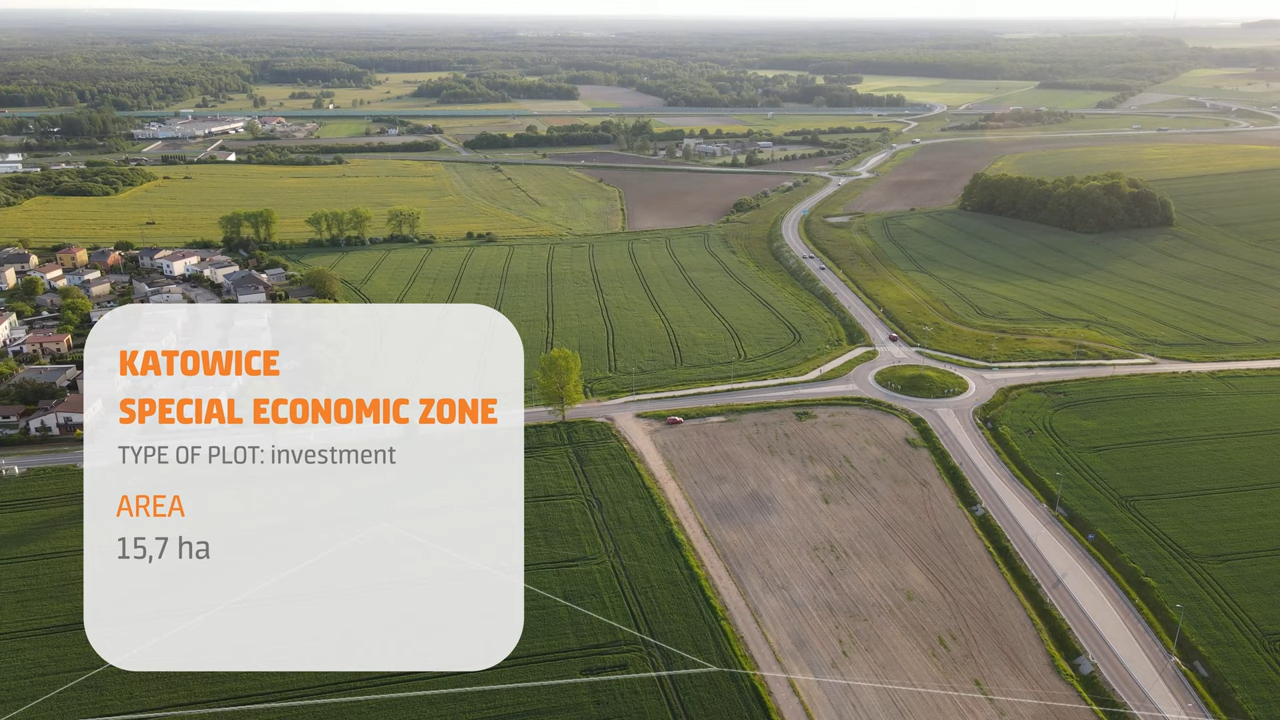 KATOWICE
SPECIAL ECONOMIC ZONE
TYPE OF PLOT: investment
AREA
15,7 ha